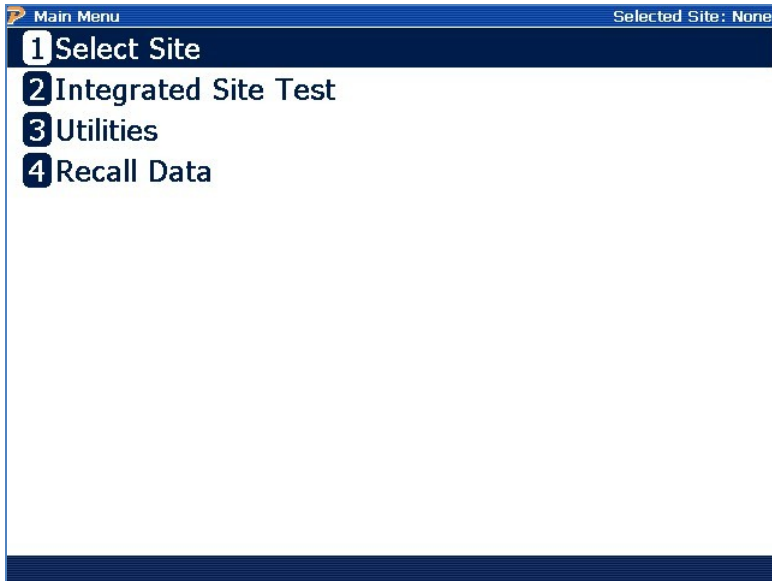 Main Menu Selected Site: None
1 Select Site
2 Integrated Site Test
3 Utilities
4 Recall Data